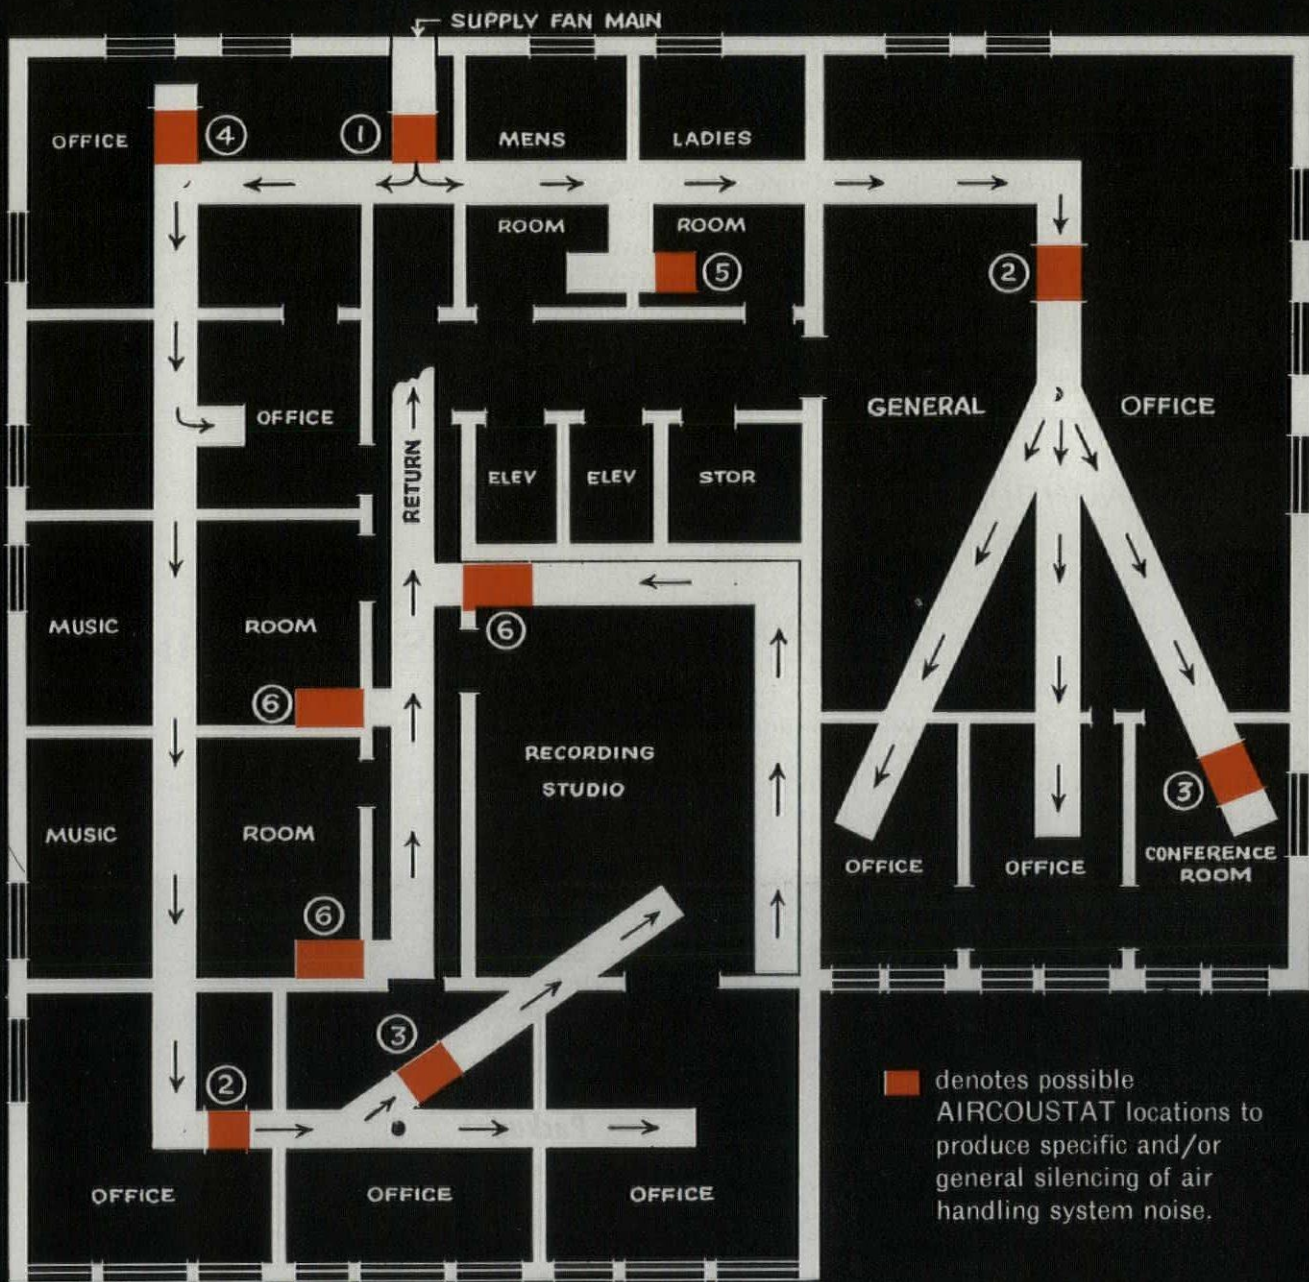 SUPPLY FAN MAIN
OFFICE
④
①
MENS
LADIES
ROOM
ROOM
⑤
②
OFFICE
RETURN
ELEV
ELEV
STOR
GENERAL
OFFICE
MUSIC
ROOM
⑥
⑥
RECORDING
STUDIO
MUSIC
ROOM
③
OFFICE
OFFICE
CONFERENCE
ROOM
⑥
③
②
OFFICE
OFFICE
OFFICE
denotes possible
AIRCOUSTAT locations to
produce specific and/or
general silencing of air
handling system noise.